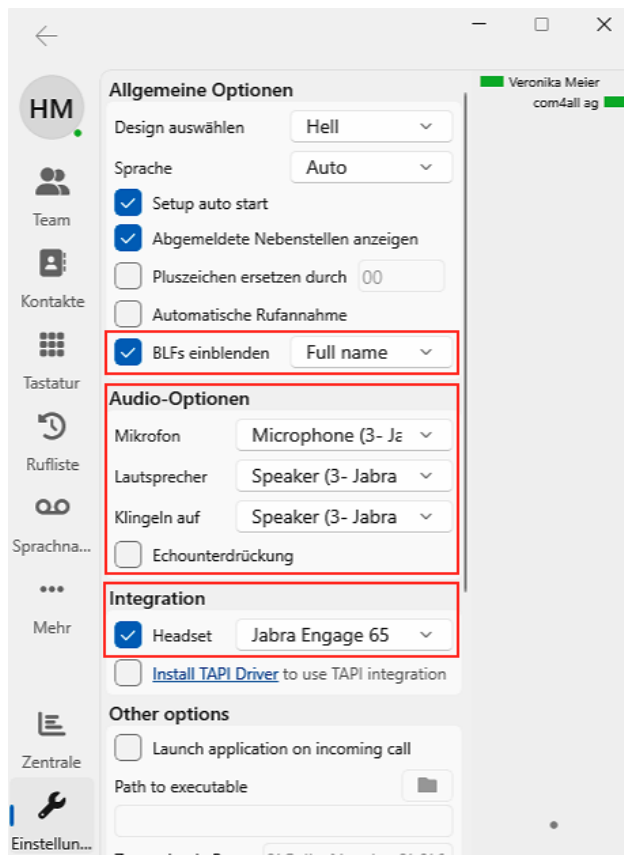 HM
Team
Kontakte
Tastatur
Rufliste
Sprachna...
Mehr
Zentrale
Einstellun...
Allgemeine Optionen
Design auswählen Hell
Sprache Auto
Setup auto start
Abgemeldete Nebenstellen anzeigen
Pluszeichen ersetzen durch 00
Automatische Rufannahme
BLFs einblenden Full name
Audio-Optionen
Mikrofon Microphone (3- Ja
Lautsprecher Speaker (3- Jabra
Klingeln auf Speaker (3- Jabra
Echounterdrückung
Integration
Headset Jabra Engage 65
Install TAPI Driver to use TAPI integration
Other options
Launch application on incoming call
Path to executable
Veronika Meier
com4all ag